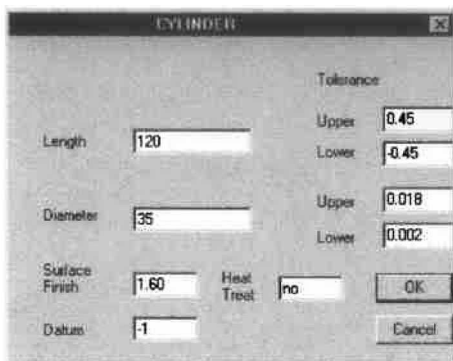 CYLINDER
Tolerance
Upper 0.45
Length 120
Lower -0.45
Upper 0.018
Diameter 35
Lower 0.002
Surface Finish 1.60 Heat Treat no OK
Datum -1 Cancel